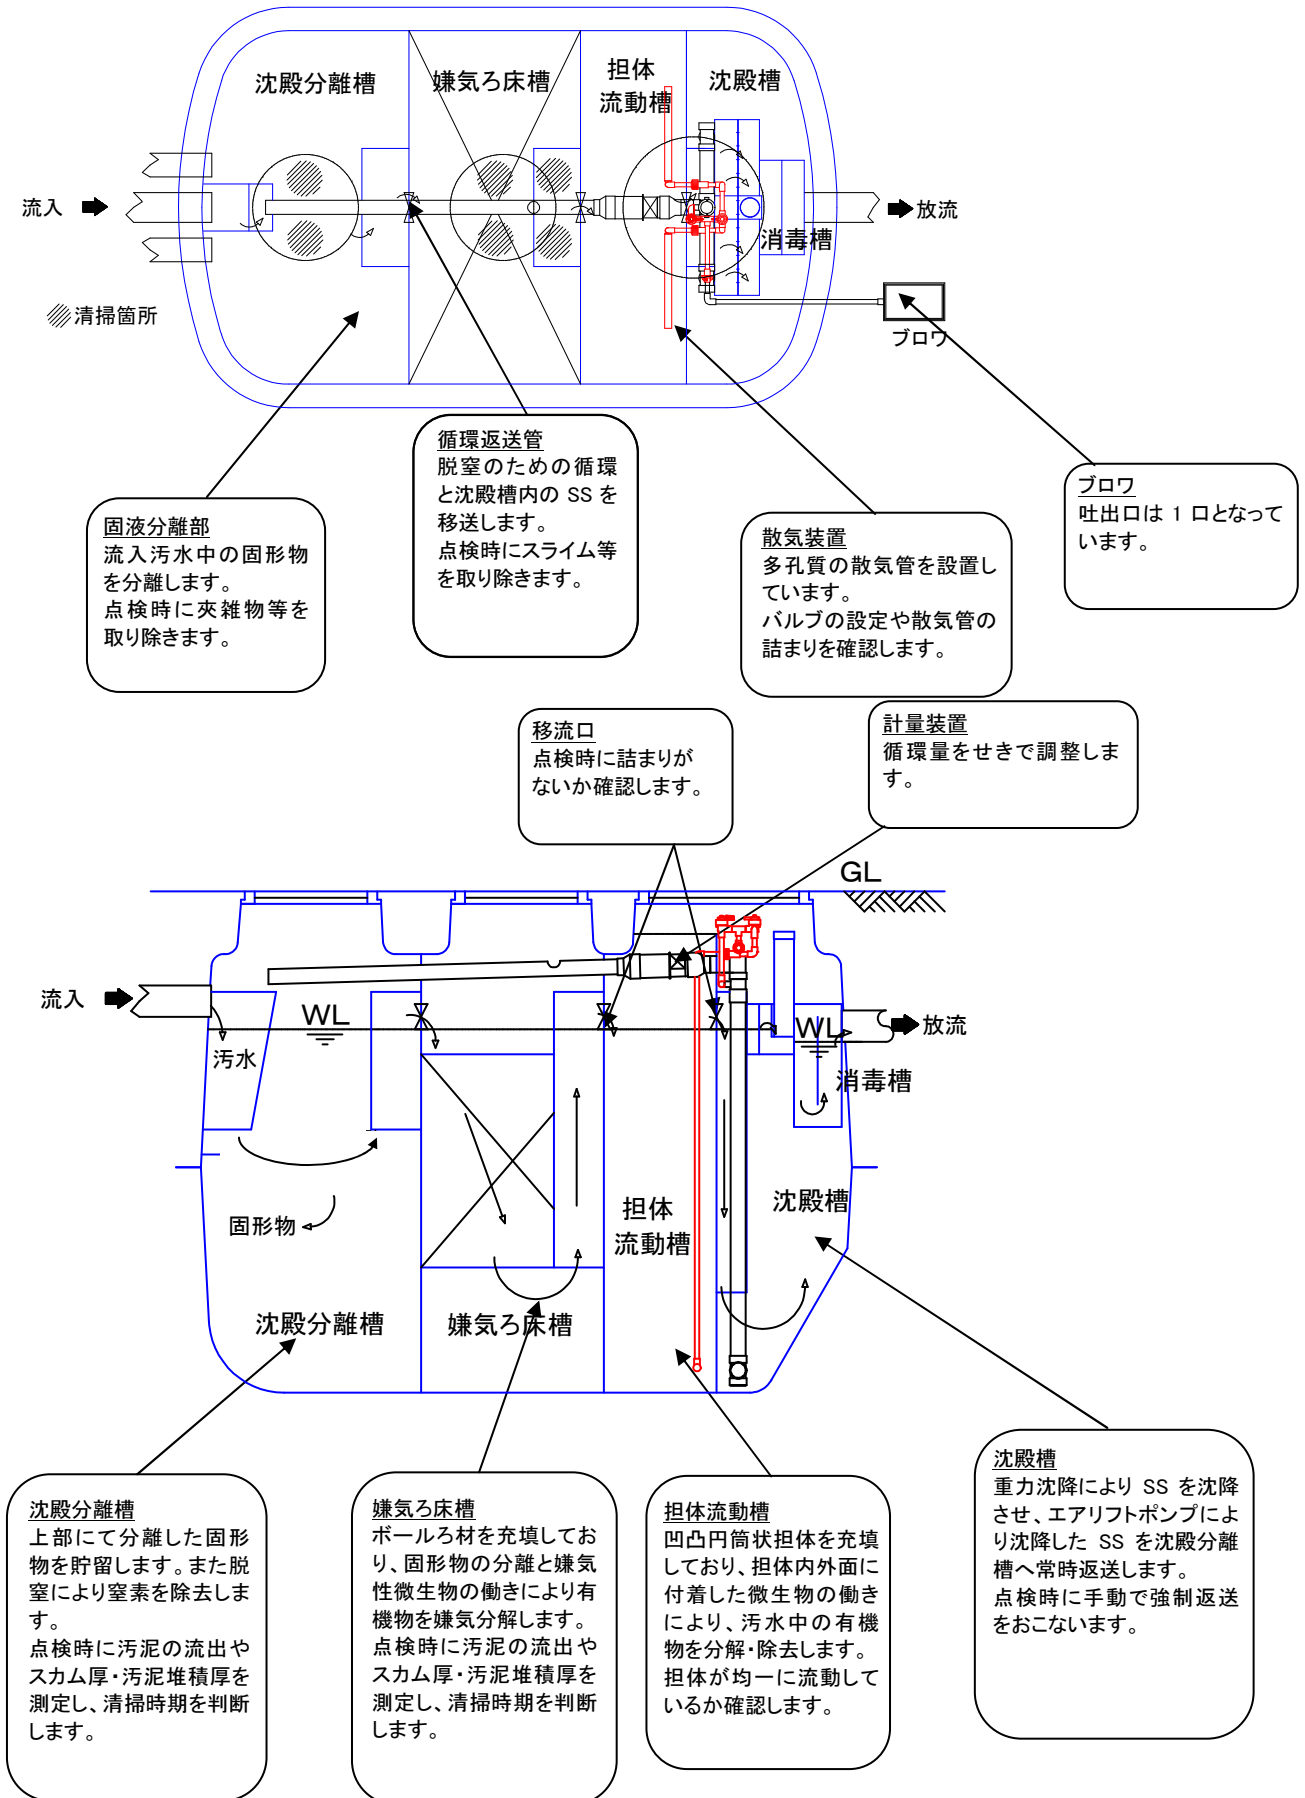 沈殿分離槽
嫌気ろ床槽
担体
流動槽
沈殿槽
流入
放流
消毒槽
清掃箇所
ブロワ
循環返送管
脱窒のための循環
と沈殿槽内の SS を
移送します。
点検時にスライム等
を取り除きます。
ブロワ
吐出口は 1 口となって
います。
固液分離部
流入汚水中の固形物
を分離します。
点検時に夾雑物等を
取り除きます。
散気装置
多孔質の散気管を設置し
ています。
バルブの設定や散気管の
詰まりを確認します。
移流口
点検時に詰まりが
ないか確認します。
計量装置
循環量をせきで調整しま
す。
GL
流入
WL
WL
放流
汚水
消毒槽
固形物
担体
流動槽
沈殿槽
沈殿分離槽
嫌気ろ床槽
沈殿分離槽
上部にて分離した固形
物を貯留します。また脱
窒により窒素を除去しま
す。
点検時に汚泥の流出や
スカム厚・汚泥堆積厚を
測定し、清掃時期を判断
します。
嫌気ろ床槽
ボールろ材を充填してお
り、固形物の分離と嫌気
性微生物の働きにより有
機物を嫌気分解します。
点検時に汚泥の流出や
スカム厚・汚泥堆積厚を
測定し、清掃時期を判断
します。
担体流動槽
凹凸円筒状担体を充填
しており、担体内外面に
付着した微生物の働き
により、汚水中の有機
物を分解・除去します。
担体が均一に流動して
いるか確認します。
沈殿槽
重力沈降により SS を沈降
させ、エアリフトポンプによ
り沈降した SS を沈殿分離
槽へ常時返送します。
点検時に手動で強制返送
をおこないます。